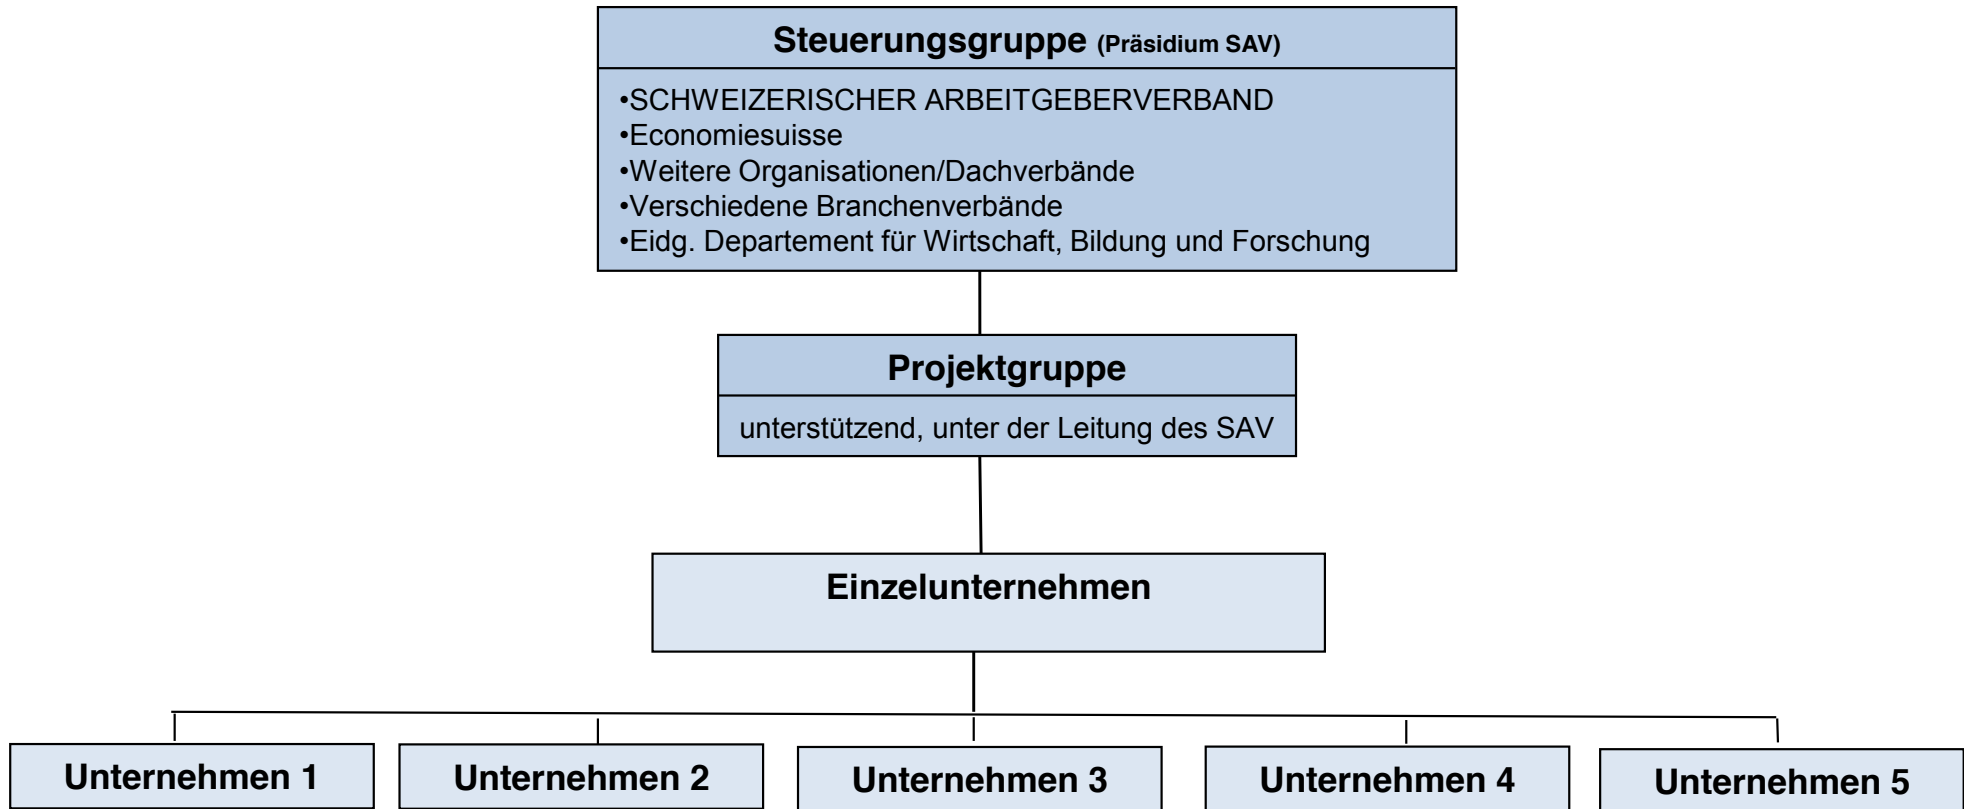 Steuerungsgruppe (Präsidium SAV)
•SCHWEIZERISCHER ARBEITGEBERVERBAND
•Economiesuisse
•Weitere Organisationen/Dachverbände
•Verschiedene Branchenverbände
•Eidg. Departement für Wirtschaft, Bildung und Forschung
Projektgruppe
unterstützend, unter der Leitung des SAV
Einzelunternehmen
Unternehmen 1
Unternehmen 2
Unternehmen 3
Unternehmen 4
Unternehmen 5